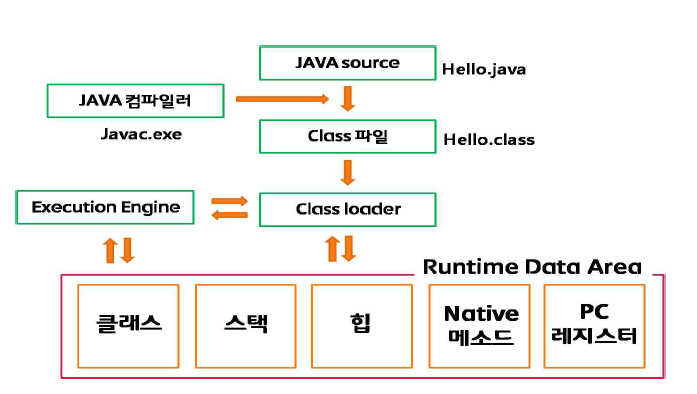 JAVA source
Hello.java
JAVA 컴파일러
Javac.exe
Class 파일
Hello.class
Execution Engine
Class loader
Runtime Data Area
클래스
스택
힙
Native
메소드
PC
레지스터